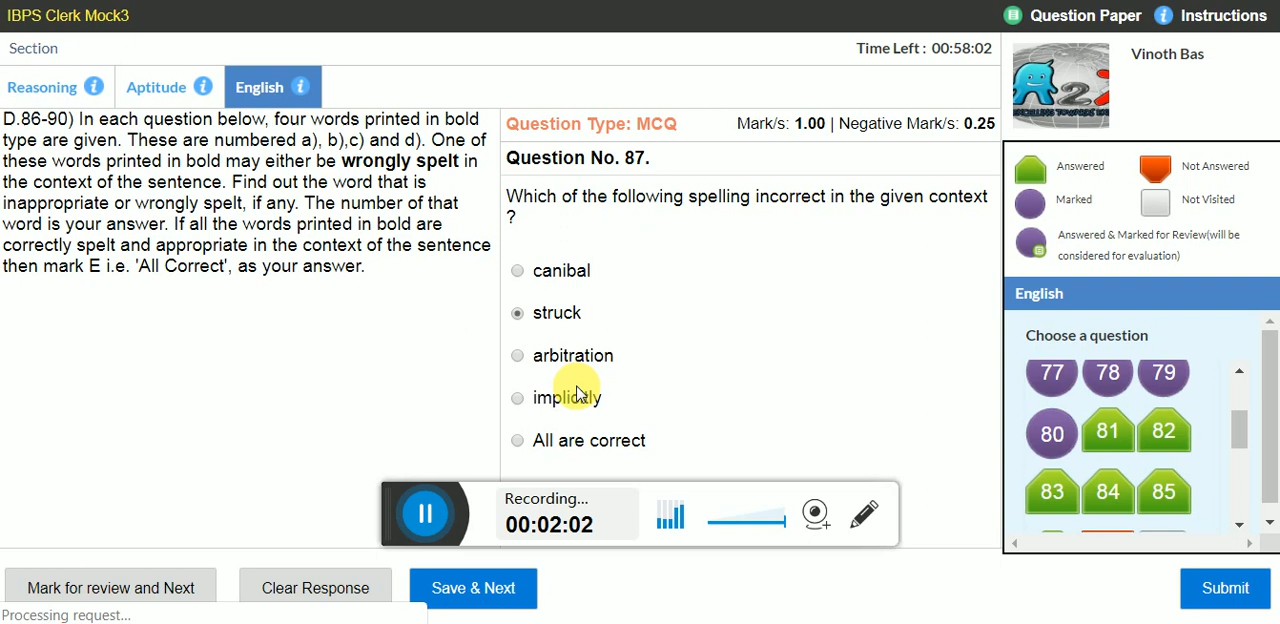 IBPS Clerk Mock3
Question Paper
Instructions
Section
Time Left : 00:58:02
Vinoth Bas
Reasoning
Aptitude
English
D.86-90) In each question below, four words printed in bold
type are given. These are numbered a), b),c) and d). One of
these words printed in bold may either be wrongly spelt in
the context of the sentence. Find out the word that is
inappropriate or wrongly spelt, if any. The number of that
word is your answer. If all the words printed in bold are
correctly spelt and appropriate in the context of the sentence
then mark E i.e. 'All Correct', as your answer.
Question Type: MCQ
Mark/s: 1.00 | Negative Mark/s: 0.25
Question No. 87.
Which of the following spelling incorrect in the given context
?
canibal
struck
arbitration
implicitly
All are correct
Answered
Not Answered
Marked
Not Visited
Answered & Marked for Review(will be
considered for evaluation)
English
Choose a question
77 78 79
80 81 82
83 84 85
Recording...
00:02:02
Mark for review and Next
Clear Response
Save & Next
Submit
Processing request...